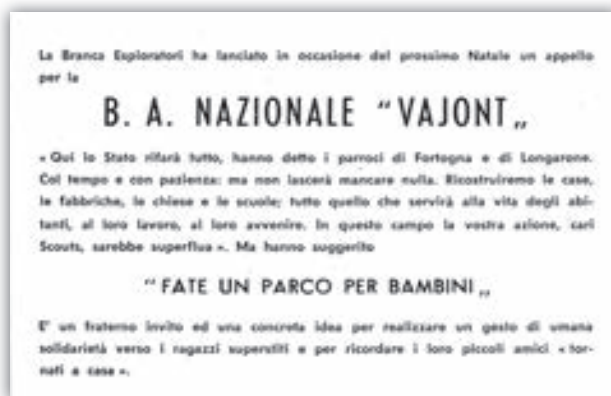 La Branca Esploratori ha lanciato in occasione del prossimo Natale un appello
per la
B. A. NAZIONALE "VAJONT„
« Qui lo Stato rifarà tutto, hanno detto i parroci di Fortogna e di Longarone.
Col tempo e con pazienza: ma non lascerà mancare nulla. Ricostruiremo le case,
le fabbriche, le chiese e le scuole; tutto quello che servirà alla vita degli abi-
tanti, al loro lavoro, al loro avvenire. In questo campo la vostra azione, cari
Scouts, sarebbe superflua ». Ma hanno suggerito
"FATE UN PARCO PER BAMBINI„
E' un fraterno invito ed una concreta idea per realizzare un gesto di umana
solidarietà verso i ragazzi superstiti e per ricordare i loro piccoli amici « tor-
nati a casa ».